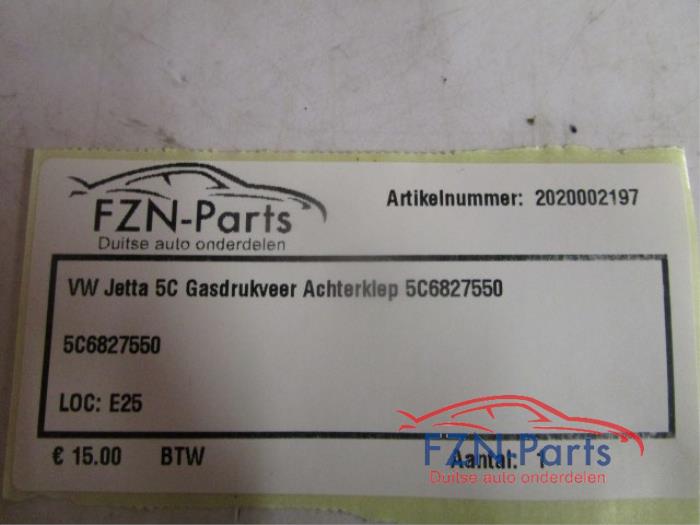 FZN-Parts
Duitse auto onderdelen
Artikelnummer: 2020002197
VW Jetta 5C Gasdrukveer Achterklep 5C6827550
5C6827550
LOC: E25
€ 15.00 BTW Aantal: 1
FZN-Parts
Duitse auto onderdelen